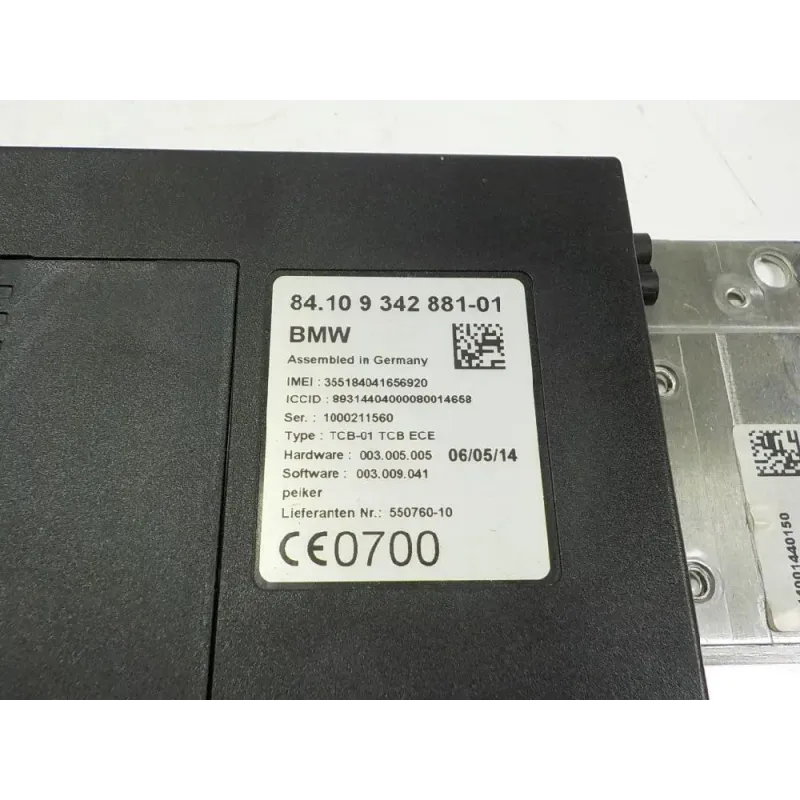 84.10 9 342 881-01
BMW
Assembled in Germany
IMEI : 355184041656920
ICCID : 89314404000080014658
Ser. : 1000211560
Type : TCB-01 TCB ECE
Hardware : 003.005.005 06/05/14
Software : 003.009.041
peiker
Lieferanten Nr.: 550760-10
CE0700